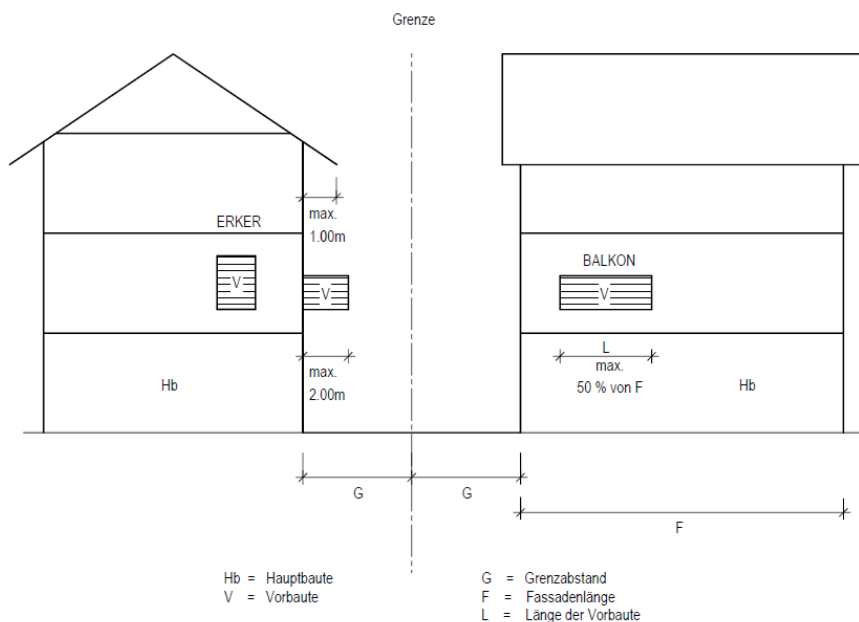 Grenze
max.
1.00m
ERKER
V
V
max.
2.00m
Hb
BALKON
V
L
max.
50 % von F
Hb
G
G
F
Hb = Hauptbaute
V = Vorbaute
G = Grenzabstand
F = Fassadenlänge
L = Länge der Vorbaute